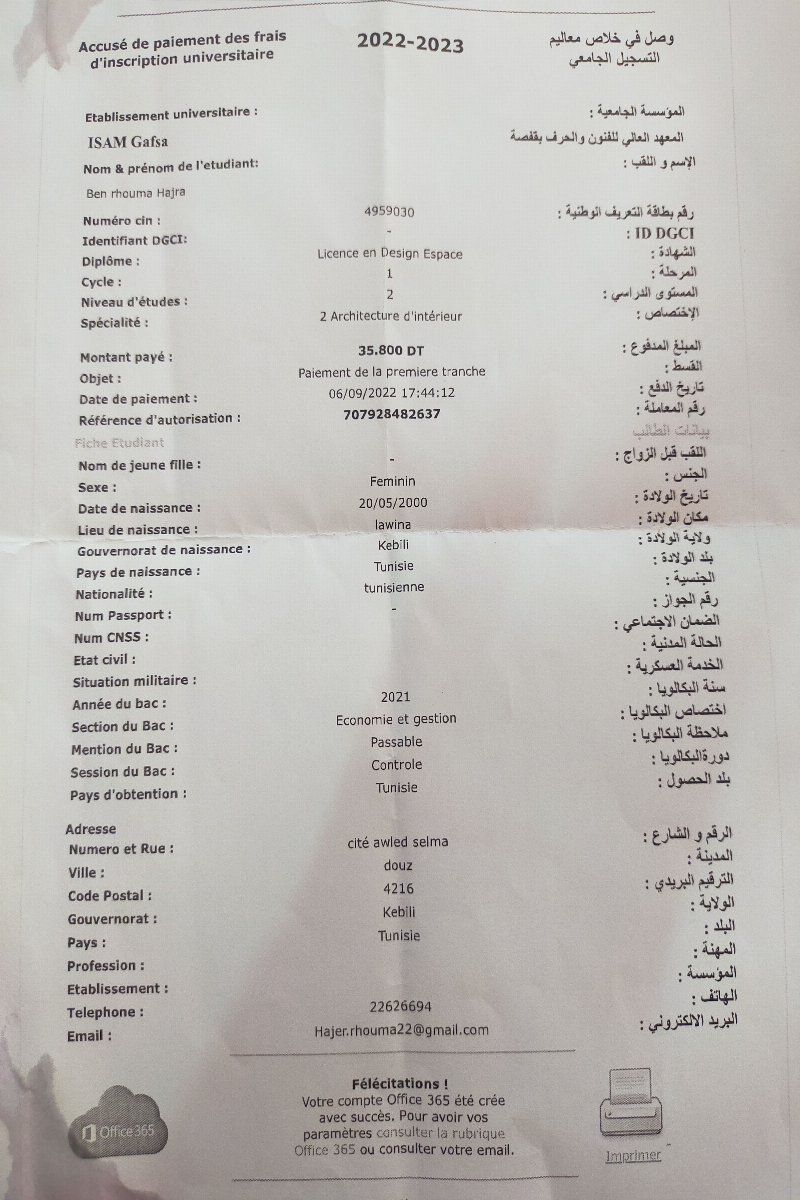 Accusé de paiement des frais d'inscription universitaire
2022-2023
وصل في خلاص معاليم التسجيل الجامعي
Etablissement universitaire : المؤسسة الجامعية :
ISAM Gafsa المعهد العالي للفنون والحرف بقفصة
Nom & prénom de l'etudiant: الإسم و اللقب :
Ben rhouma Hajra
Numéro cin : 4959030 رقم بطاقة التعريف الوطنية :
Identifiant DGCI: - ID DGCI :
Diplôme : Licence en Design Espace الشهادة :
Cycle : 1 المرحلة :
Niveau d'études : 2 المستوى الدراسي :
Spécialité : 2 Architecture d'intérieur الإختصاص :
Montant payé : 35.800 DT المبلغ المدفوع :
Objet : Paiement de la premiere tranche القسط :
Date de paiement : 06/09/2022 17:44:12 تاريخ الدفع :
Référence d'autorisation : 707928482637 رقم المعاملة :
Fiche Etudiant بيانات الطالب
Nom de jeune fille : - اللقب قبل الزواج :
Sexe : Feminin الجنس :
Date de naissance : 20/05/2000 تاريخ الولادة :
Lieu de naissance : lawina مكان الولادة :
Gouvernorat de naissance : Kebili ولاية الولادة :
Pays de naissance : Tunisie بلد الولادة :
Nationalité : tunisienne الجنسية :
Num Passport : - رقم الجواز :
Num CNSS : الضمان الاجتماعي :
Etat civil : الحالة المدنية :
Situation militaire : الخدمة العسكرية :
Année du bac : 2021 سنة البكالويا :
Section du Bac : Economie et gestion اختصاص البكالويا :
Mention du Bac : Passable ملاحظة البكالويا :
Session du Bac : Controle دورةالبكالويا :
Pays d'obtention : Tunisie بلد الحصول :
Adresse
Numero et Rue : cité awled selma الرقم و الشارع :
Ville : douz المدينة :
Code Postal : 4216 الترقيم البريدي :
Gouvernorat : Kebili الولاية :
Pays : Tunisie البلد :
Profession : المهنة :
Etablissement : المؤسسة :
Telephone : 22626694 الهاتف :
Email : Hajer.rhouma22@gmail.com البريد الالكتروني :
Félécitations !
Votre compte Office 365 été crée
avec succès. Pour avoir vos
paramètres consulter la rubrique
Office 365 ou consulter votre email.
Office 365
Imprimer